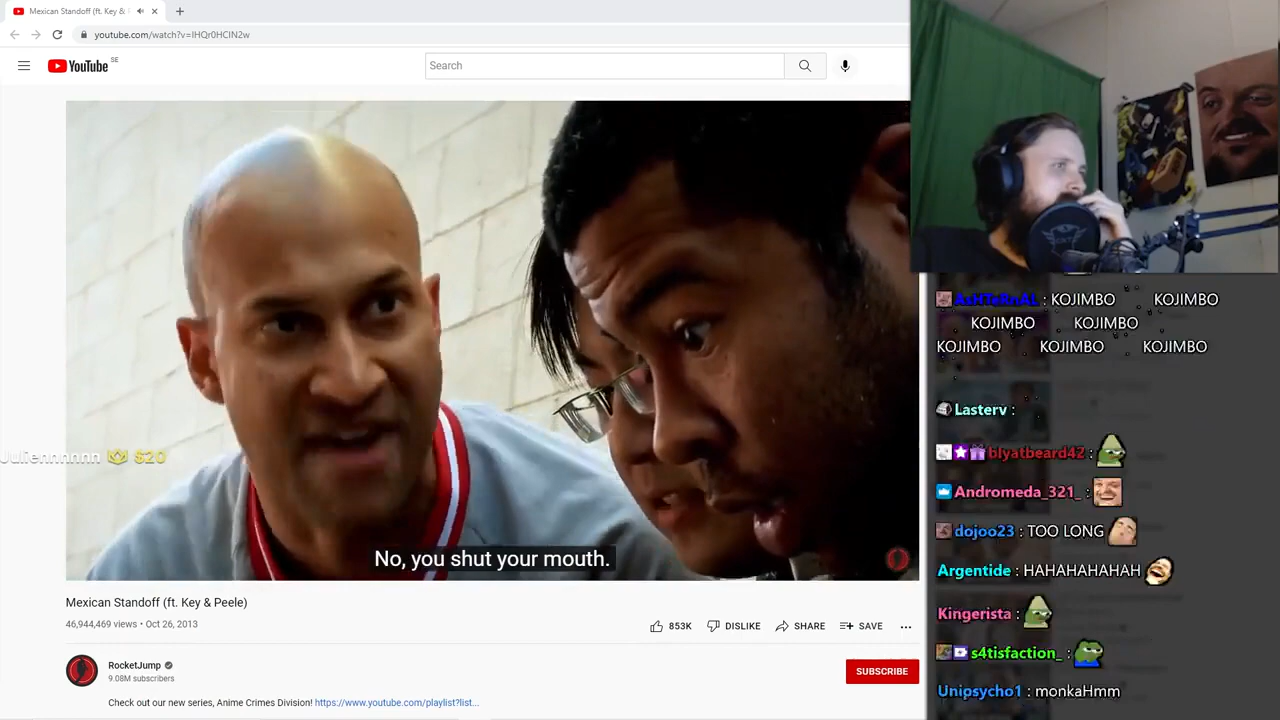 Mexican Standoff (ft. Key & P
youtube.com/watch?v=IHQr0HCIN2w
YouTube SE
Search
No, you shut your mouth.
Juliennnnnn $20
Mexican Standoff (ft. Key & Peele)
46,944,469 views • Oct 26, 2013
853K DISLIKE SHARE SAVE
RocketJump
9.08M subscribers
SUBSCRIBE
Check out our new series, Anime Crimes Division! https://www.youtube.com/playlist?list...
AsHTeRnAL : KOJIMBO KOJIMBO
KOJIMBO KOJIMBO
KOJIMBO KOJIMBO KOJIMBO
Lasterv :
blyatbeard42 :
Andromeda_321_ :
dojoo23 : TOO LONG
Argentide : HAHAHAHAHAH
Kingerista :
s4tisfaction_ :
Unipsycho1 : monkaHmm